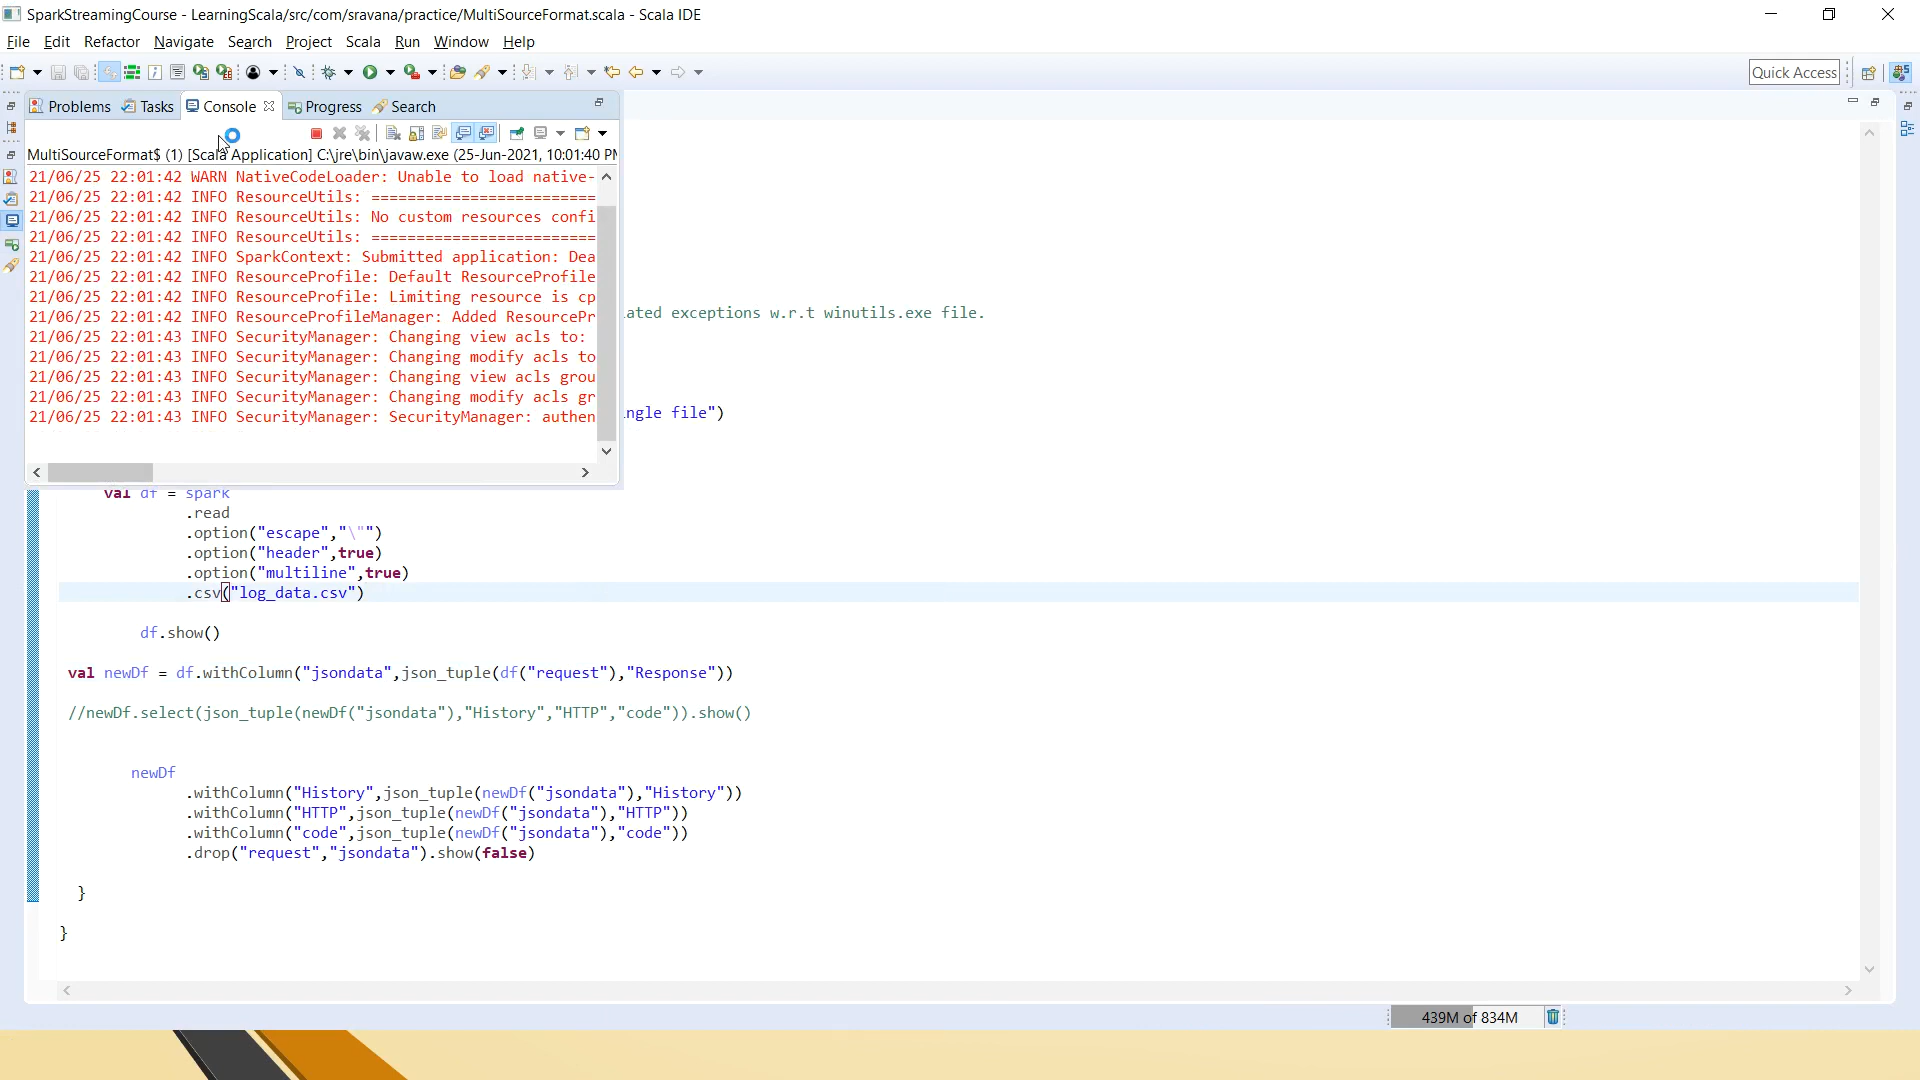 SparkStreamingCourse - LearningScala/src/com/sravana/practice/MultiSourceFormat.scala - Scala IDE
File Edit Refactor Navigate Search Project Scala Run Window Help
Quick Access
Problems Tasks Console Progress Search
MultiSourceFormat$ (1) [Scala Application] C:\jre\bin\javaw.exe (25-Jun-2021, 10:01:40 PM
21/06/25 22:01:42 WARN NativeCodeLoader: Unable to load native-
21/06/25 22:01:42 INFO ResourceUtils: =========================
21/06/25 22:01:42 INFO ResourceUtils: No custom resources confi
21/06/25 22:01:42 INFO ResourceUtils: =========================
21/06/25 22:01:42 INFO SparkContext: Submitted application: Dea
21/06/25 22:01:42 INFO ResourceProfile: Default ResourceProfile
21/06/25 22:01:42 INFO ResourceProfile: Limiting resource is cp
21/06/25 22:01:42 INFO ResourceProfileManager: Added ResourcePr
21/06/25 22:01:43 INFO SecurityManager: Changing view acls to:
21/06/25 22:01:43 INFO SecurityManager: Changing modify acls to
21/06/25 22:01:43 INFO SecurityManager: Changing view acls grou
21/06/25 22:01:43 INFO SecurityManager: Changing modify acls gr
21/06/25 22:01:43 INFO SecurityManager: SecurityManager: authen
ated exceptions w.r.t winutils.exe file.
ngle file")
val df = spark
.read
.option("escape","\"")
.option("header",true)
.option("multiline",true)
.csv("log_data.csv")
df.show()
val newDf = df.withColumn("jsondata",json_tuple(df("request"),"Response"))
//newDf.select(json_tuple(newDf("jsondata"),"History","HTTP","code")).show()
newDf
.withColumn("History",json_tuple(newDf("jsondata"),"History"))
.withColumn("HTTP",json_tuple(newDf("jsondata"),"HTTP"))
.withColumn("code",json_tuple(newDf("jsondata"),"code"))
.drop("request","jsondata").show(false)
}
}
439M of 834M